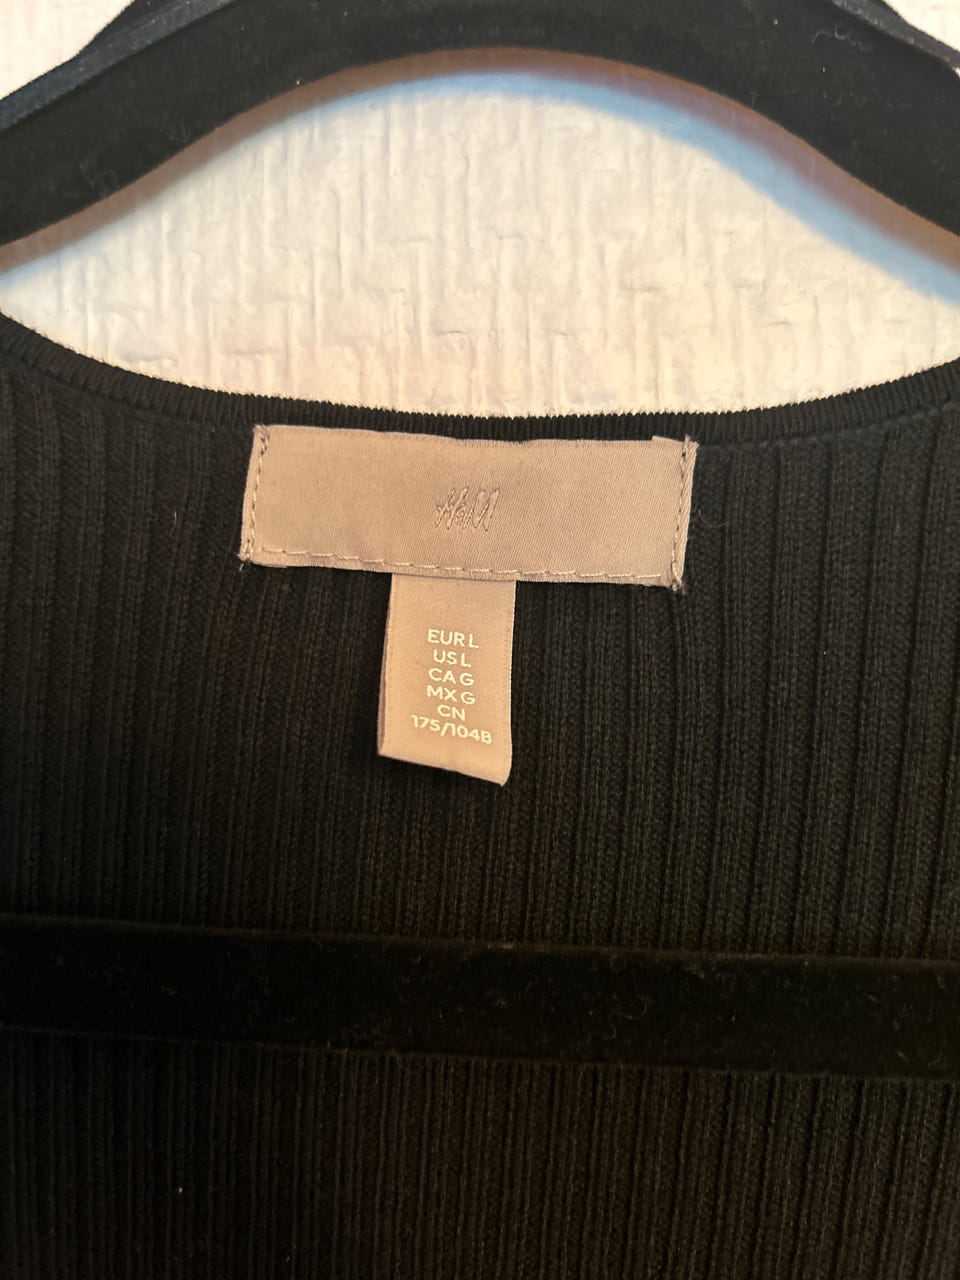 H&M
EUR L
US L
CA G
MX G
CN
175/104B